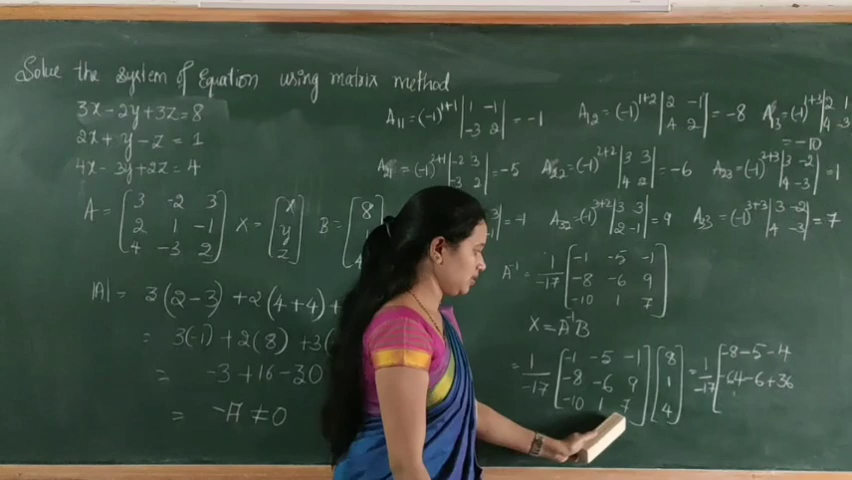 Solve the system of Equation using matrix method
3x-2y+3z=8
2x+y-z=1
4x-3y+2z=4
A = [3 -2 3; 2 1 -1; 4 -3 2] X = [x; y; z] B = [8; 1; 4]
|A| = 3(2-3)+2(4+4)+
= 3(-1)+2(8)+3(
= -3+16-30
= -17≠0
A11=(-1)^1+1 |1 -1; -3 2| = -1 A12=(-1)^1+2 |2 -1; 4 2| = -8 A13=(-1)^1+3 |2 1; 4 -3|
= -10
A21=(-1)^2+1 |-2 3; -3 2| = -5 A22=(-1)^2+2 |3 3; 4 2| = -6 A23=(-1)^2+3 |3 -2; 4 -3| = 1
= -1 A32=(-1)^3+2 |3 3; 2 -1| = 9 A33=(-1)^3+3 |3 -2; 4 -3| = 7
A^-1 = 1/-17 [-1 -5 -1; -8 -6 9; -10 1 7]
X = A^-1 B
= 1/-17 [-1 -5 -1; -8 -6 9; -10 1 7] [8; 1; 4] = 1/-17 [-8-5-4; -64-6+36